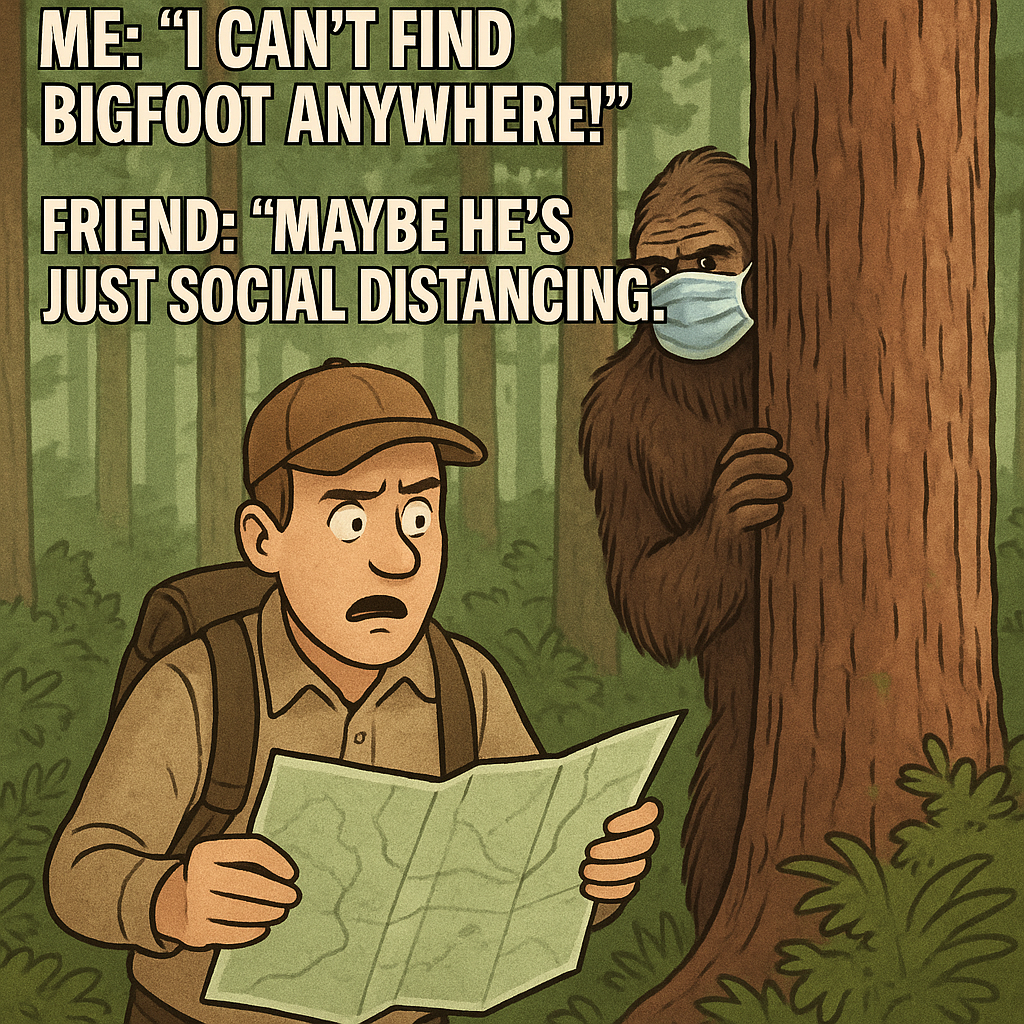 ME: “I CAN’T FIND
BIGFOOT ANYWHERE!”
FRIEND: “MAYBE HE’S
JUST SOCIAL DISTANCING.